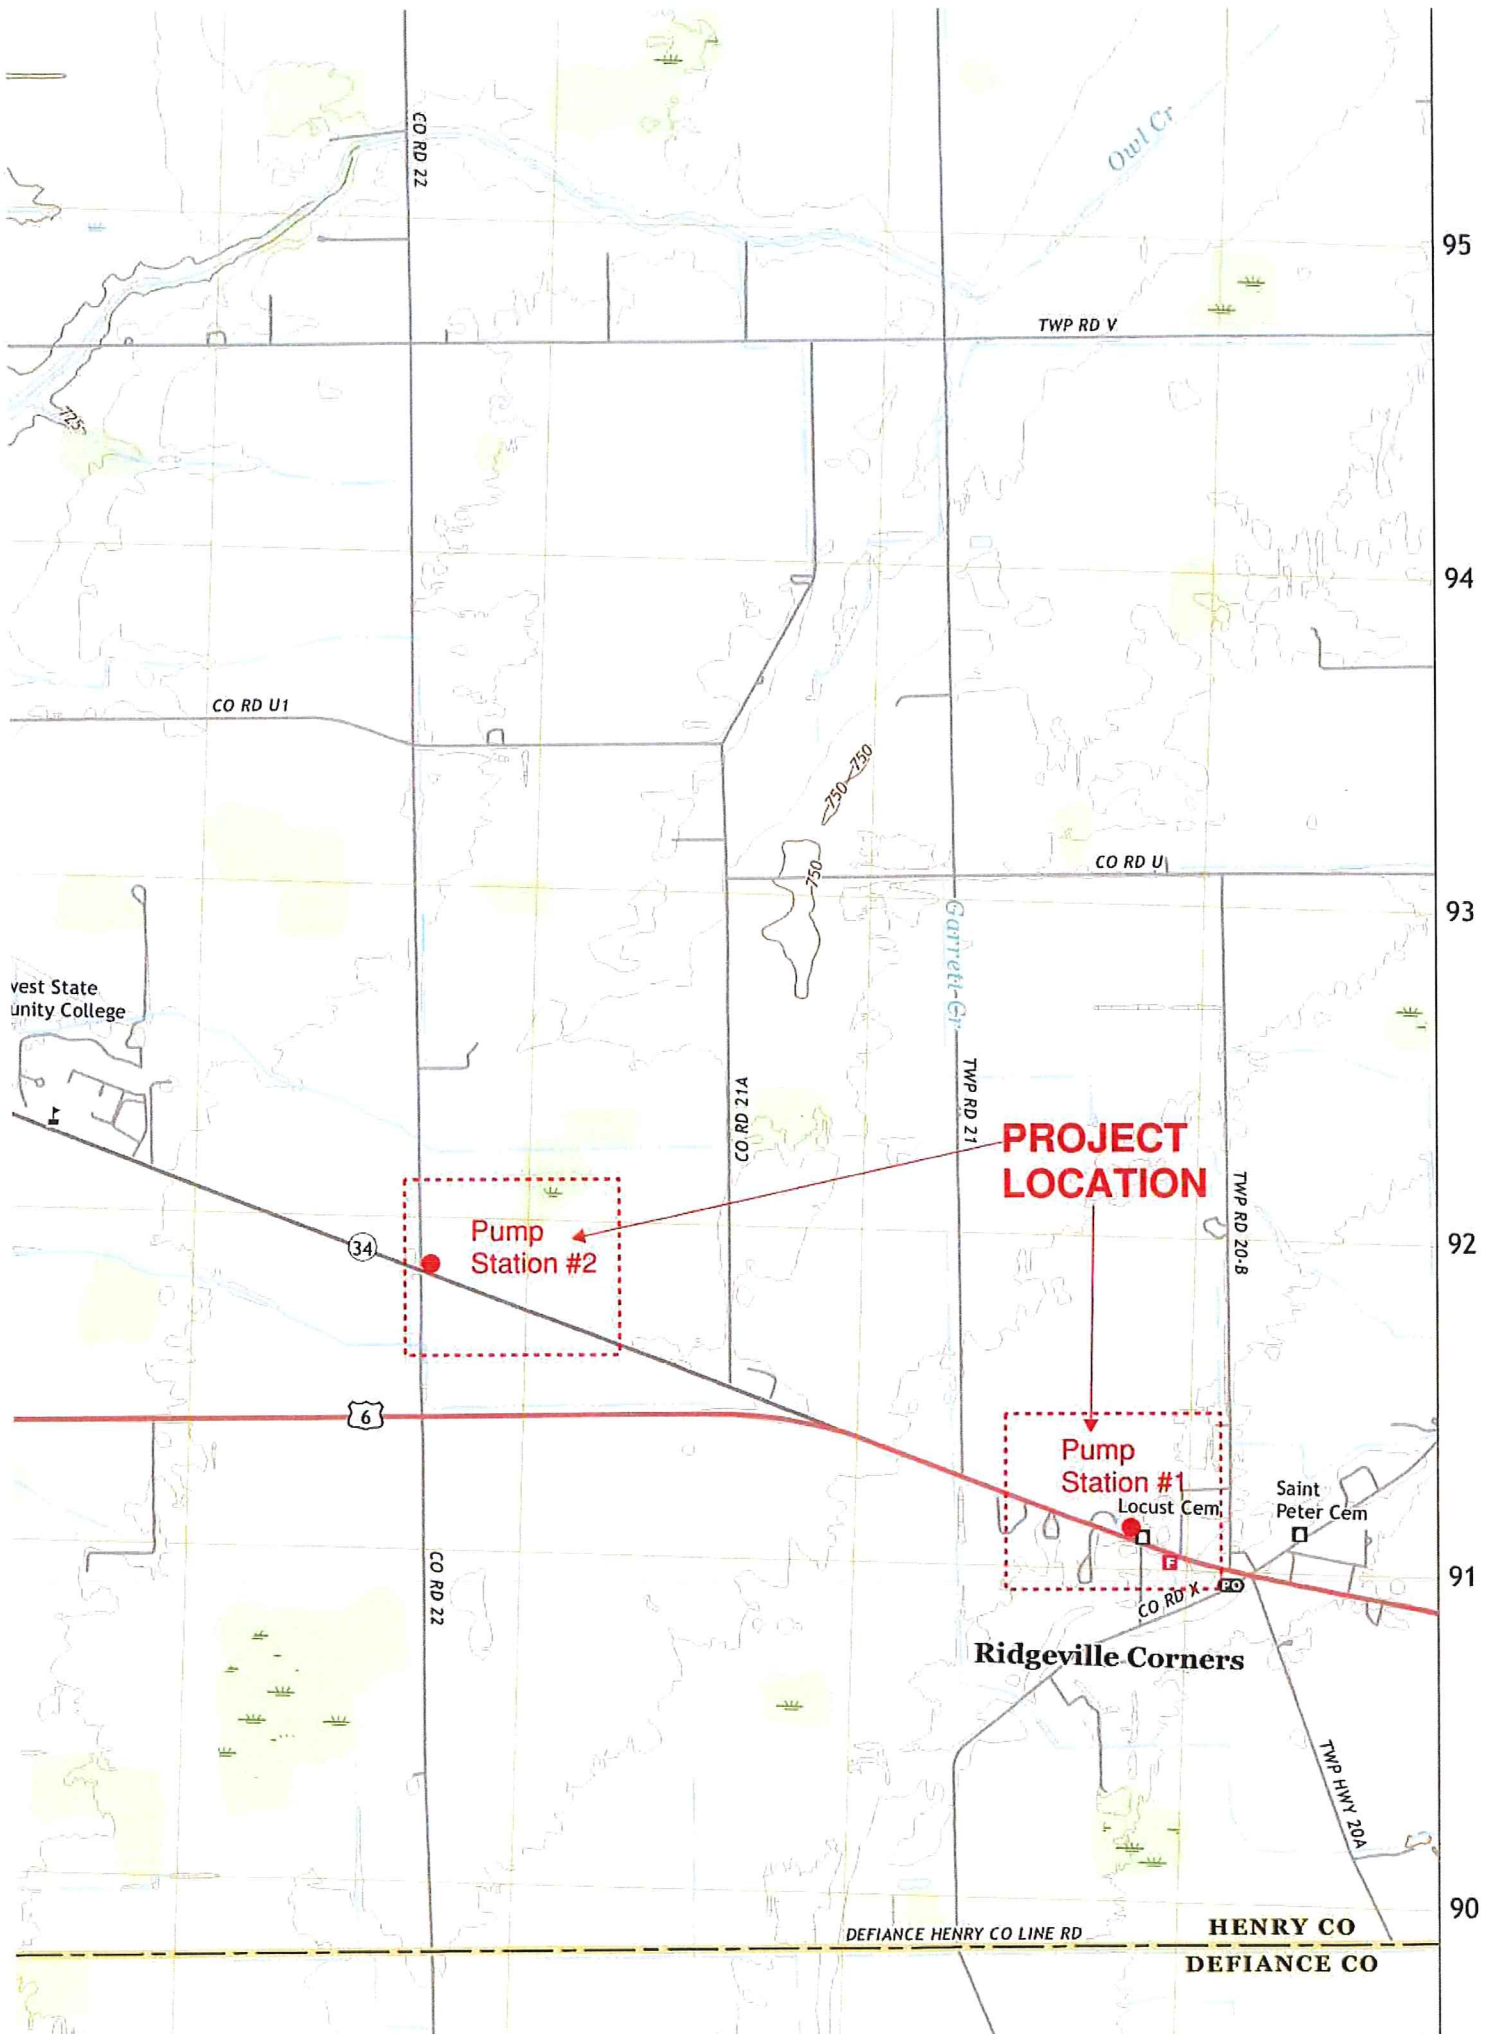 CO RD 22
Owl Cr
95
TWP RD V
725
94
CO RD U1
750
750
CO RD U
750
93
Garrett Cr
vest State
unity College
TWP RD 21
CO RD 21A
PROJECT
LOCATION
TWP RD 20-B
Pump
Station #2
34
92
6
Pump
Station #1
Locust Cem
Saint
Peter Cem
F
PO
91
CO RD X
CO RD 22
Ridgeville Corners
TWP HWY 20A
90
DEFIANCE HENRY CO LINE RD
HENRY CO
DEFIANCE CO